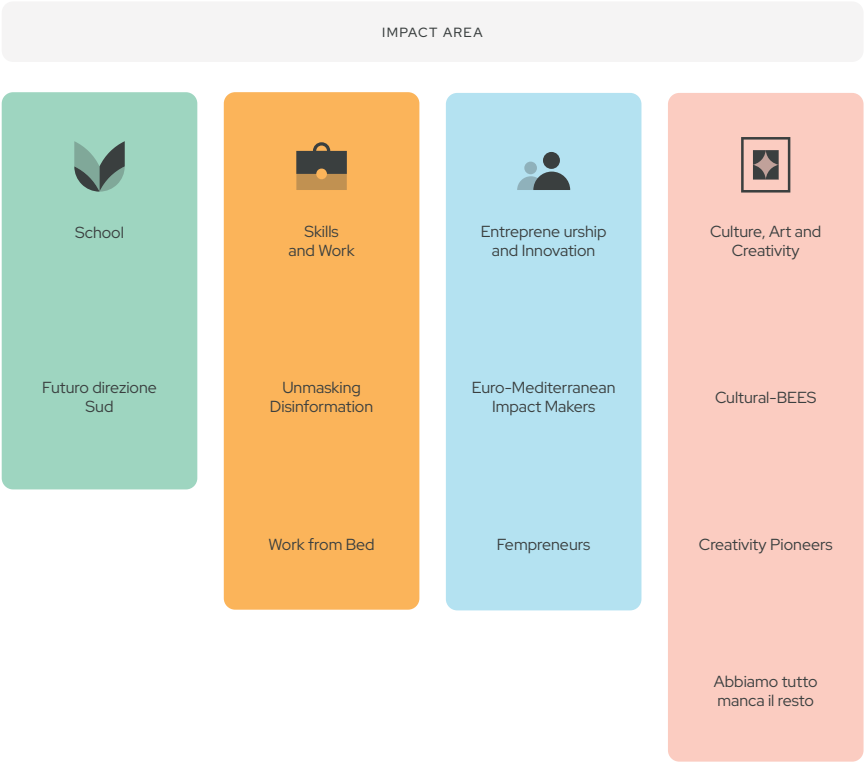 IMPACT AREA
School
Futuro direzione
Sud
Skills
and Work
Unmasking
Disinformation
Work from Bed
Entreprene urship
and Innovation
Euro-Mediterranean
Impact Makers
Fempreneurs
Culture, Art and
Creativity
Cultural-BEES
Creativity Pioneers
Abbiamo tutto
manca il resto